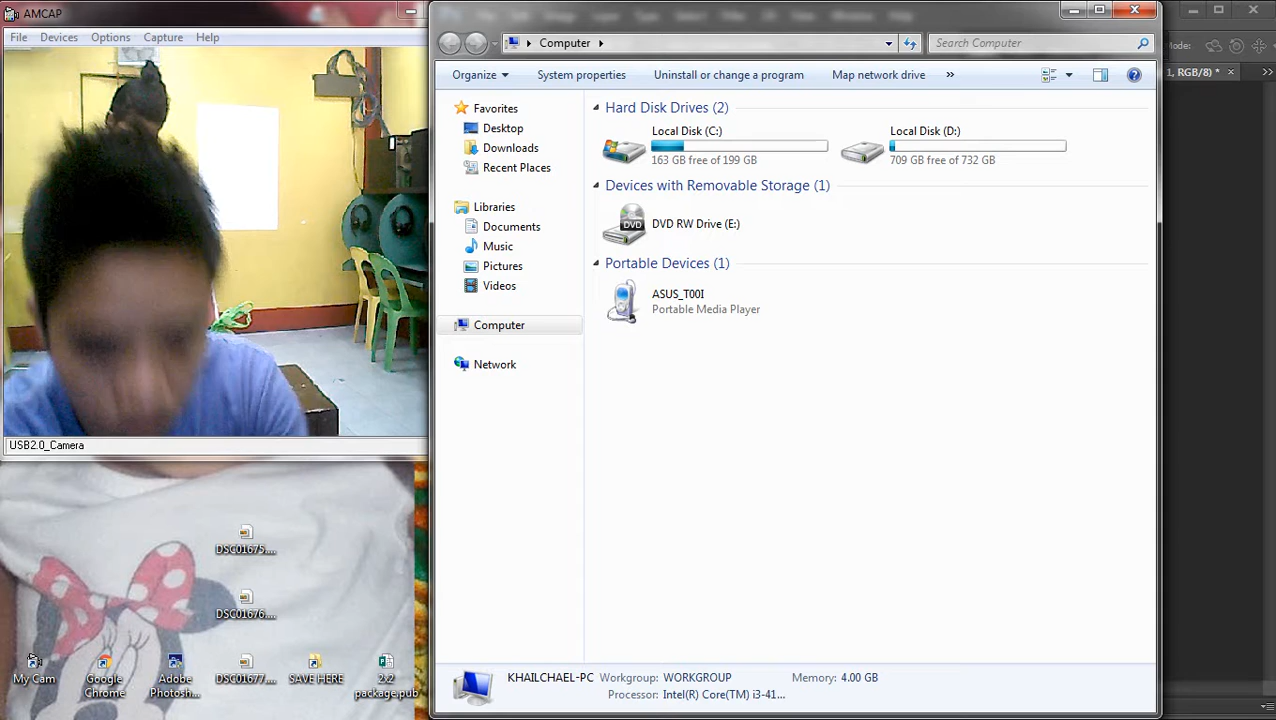 AMCAP
File Devices Options Capture Help
USB2.0_Camera
DSC01675....
DSC01676....
My Cam
Google Chrome
Adobe Photosh...
DSC01677....
SAVE HERE
2x2 package.pub
Computer
Search Computer
Organize System properties Uninstall or change a program Map network drive »
Favorites
Desktop
Downloads
Recent Places
Libraries
Documents
Music
Pictures
Videos
Computer
Network
Hard Disk Drives (2)
Local Disk (C:)
163 GB free of 199 GB
Local Disk (D:)
709 GB free of 732 GB
Devices with Removable Storage (1)
DVD
DVD RW Drive (E:)
Portable Devices (1)
ASUS_T00I
Portable Media Player
KHAILCHAEL-PC Workgroup: WORKGROUP Memory: 4.00 GB
Processor: Intel(R) Core(TM) i3-41...
Mode:
1, RGB/8) *